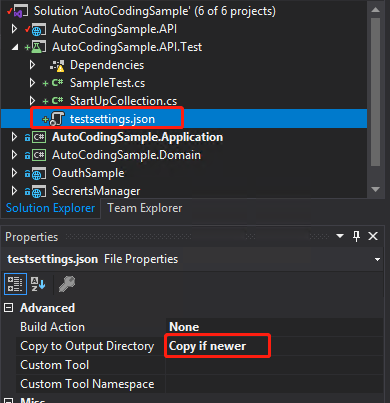 Solution 'AutoCodingSample' (6 of 6 projects)
AutoCodingSample.API
AutoCodingSample.API.Test
Dependencies
SampleTest.cs
StartUpCollection.cs
testsettings.json
AutoCodingSample.Application
AutoCodingSample.Domain
OauthSample
SecrertsManager
Solution Explorer Team Explorer
Properties
testsettings.json File Properties
Advanced
Build Action None
Copy to Output Directory Copy if newer
Custom Tool
Custom Tool Namespace
Misc